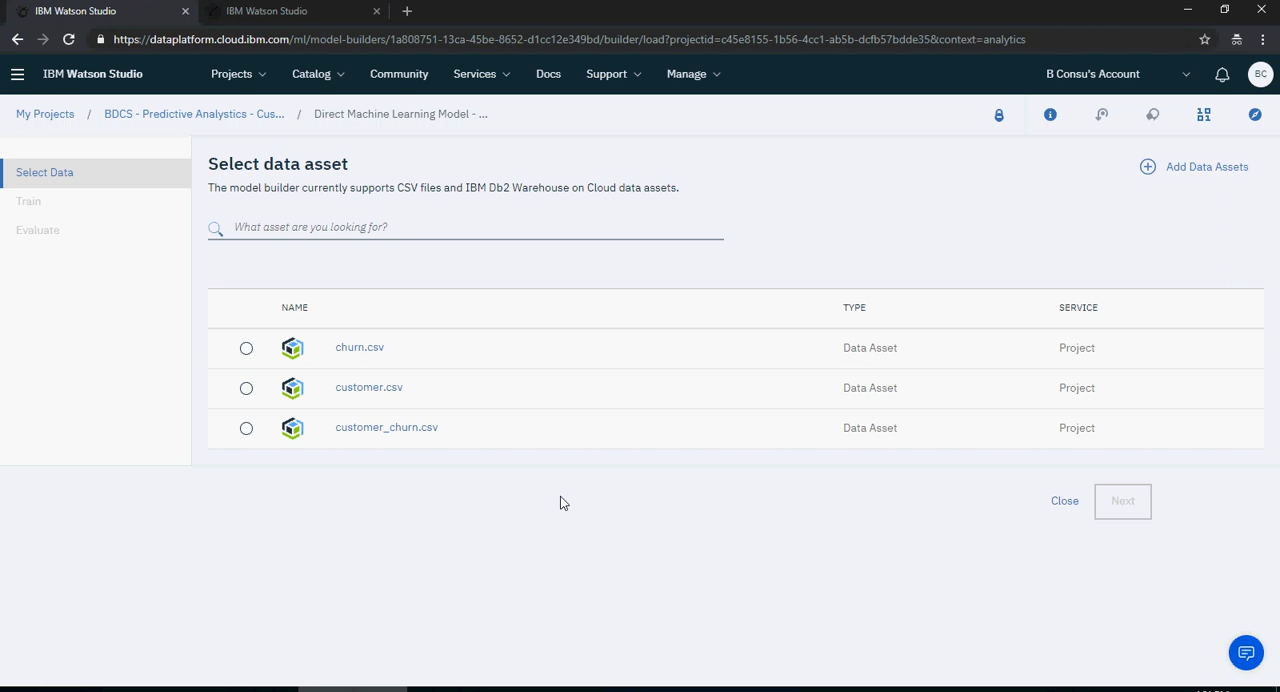 IBM Watson Studio
IBM Watson Studio
https://dataplatform.cloud.ibm.com/ml/model-builders/1a808751-13ca-45be-8652-d1cc12e349bd/builder/load?projectid=c45e8155-1b56-4cc1-ab5b-dcfb57bdde35&context=analytics
IBM Watson Studio Projects Catalog Community Services Docs Support Manage B Consu's Account BC
My Projects / BDCS - Predictive Analystics - Cus... / Direct Machine Learning Model - ...
Select Data
Train
Evaluate
Select data asset
Add Data Assets
The model builder currently supports CSV files and IBM Db2 Warehouse on Cloud data assets.
What asset are you looking for?
NAME TYPE SERVICE
churn.csv Data Asset Project
customer.csv Data Asset Project
customer_churn.csv Data Asset Project
Close Next